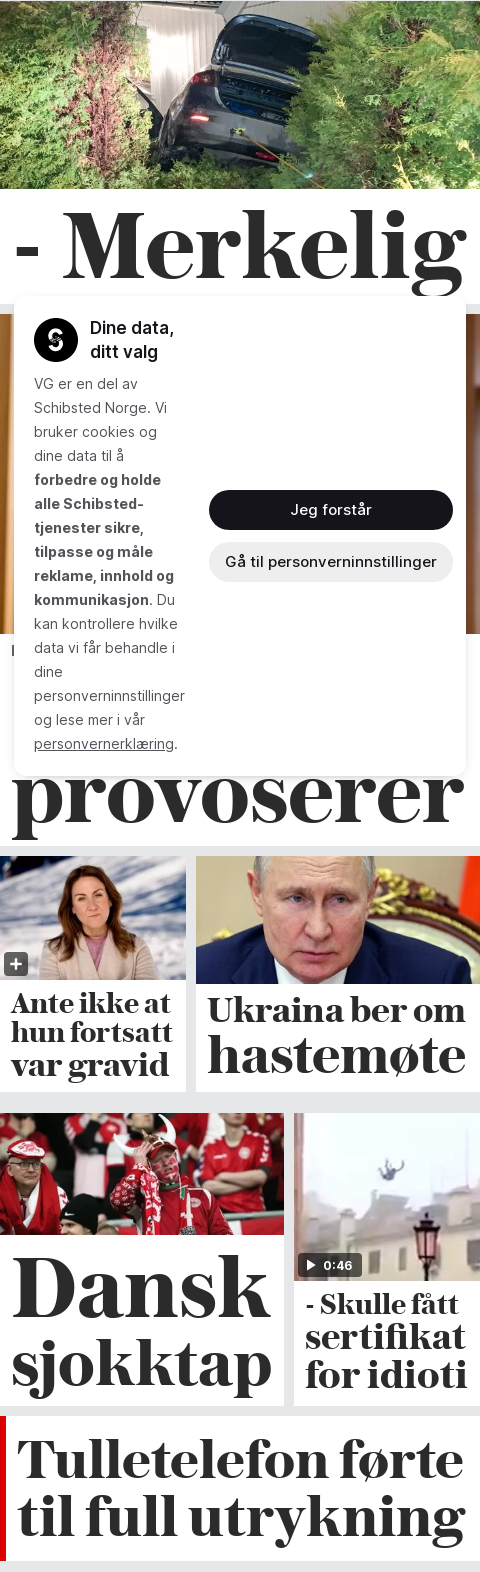 - Merkelig
Dine data,
ditt valg
VG er en del av
Schibsted Norge. Vi
bruker cookies og
dine data til å
forbedre og holde
alle Schibsted-
tjenester sikre,
tilpasse og måle
reklame, innhold og
kommunikasjon. Du
kan kontrollere hvilke
data vi får behandle i
dine
personverninnstillinger
og lese mer i vår
personvernerklæring.
Jeg forstår
Gå til personverninnstillinger
provoserer
Ante ikke at
hun fortsatt
var gravid
Ukraina ber om
hastemøte
Dansk
sjokktap
0:46
- Skulle fått
sertifikat
for idioti
Tulletelefon førte
til full utrykning